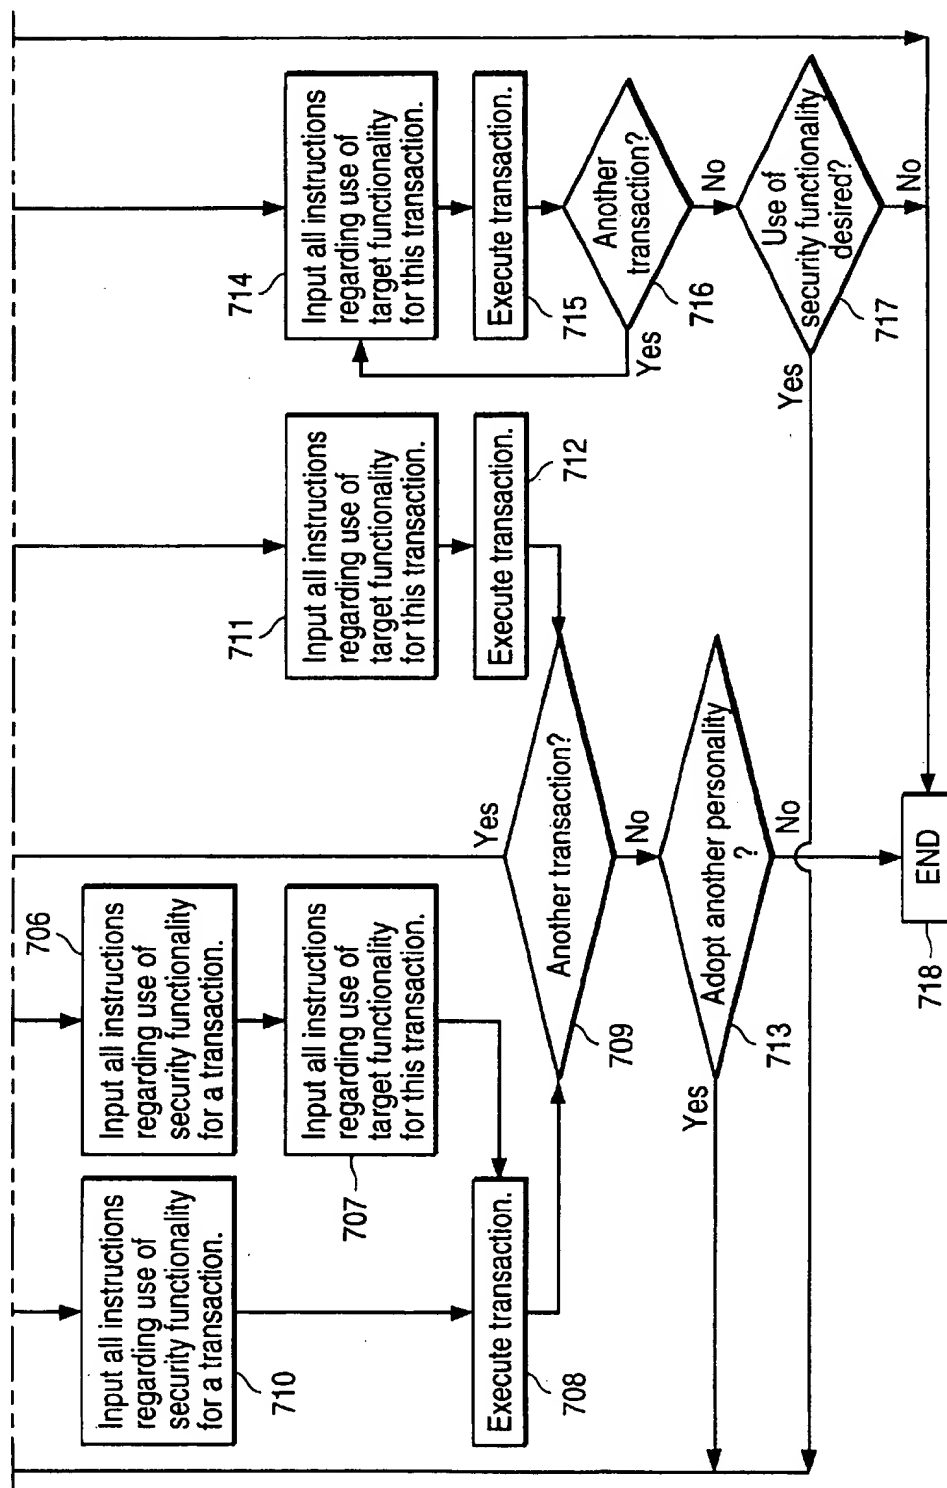 706
Input all instructions
regarding use of
security functionality
for a transaction.
Input all instructions
regarding use of
security functionality
for a transaction.
710
Input all instructions
regarding use of
target functionality
for this transaction.
707
Execute transaction.
708
711
Input all instructions
regarding use of
target functionality
for this transaction.
Execute transaction.
712
Yes
Another transaction?
709
No
Adopt another personality
?
713
Yes
No
714
Input all instructions
regarding use of
target functionality
for this transaction.
Execute transaction.
715
Another
transaction?
716
Yes
No
Use of
security functionality
desired?
717
Yes
No
END
718